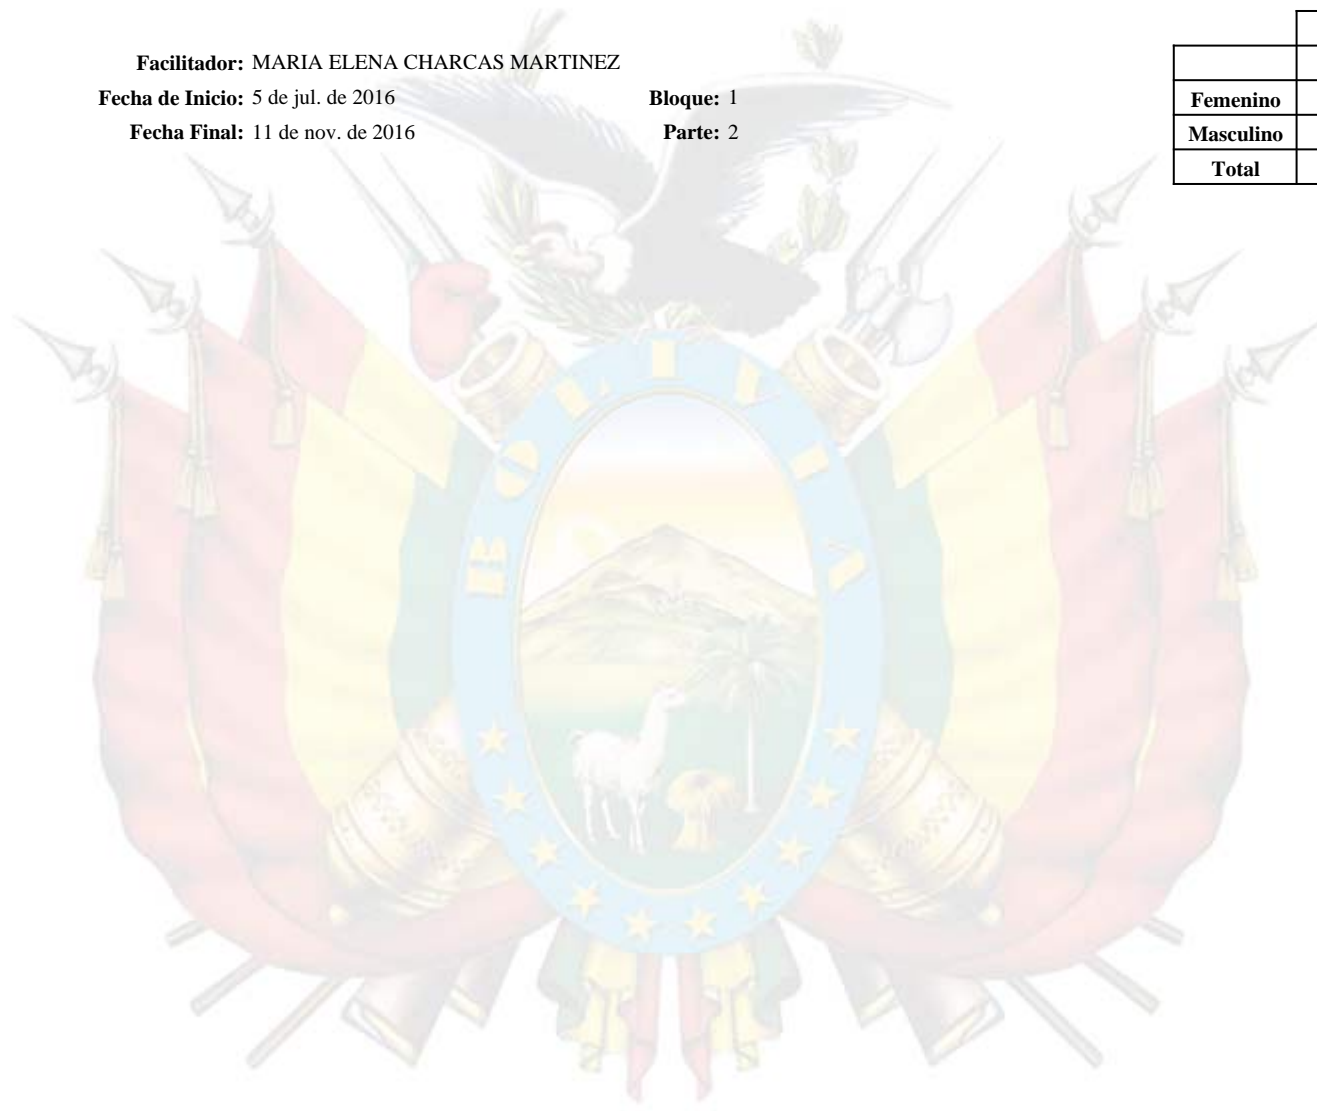 Facilitador: MARIA ELENA CHARCAS MARTINEZ
Fecha de Inicio: 5 de jul. de 2016 Bloque: 1
Fecha Final: 11 de nov. de 2016 Parte: 2
Femenino
Masculino
Total
BOLIVIA